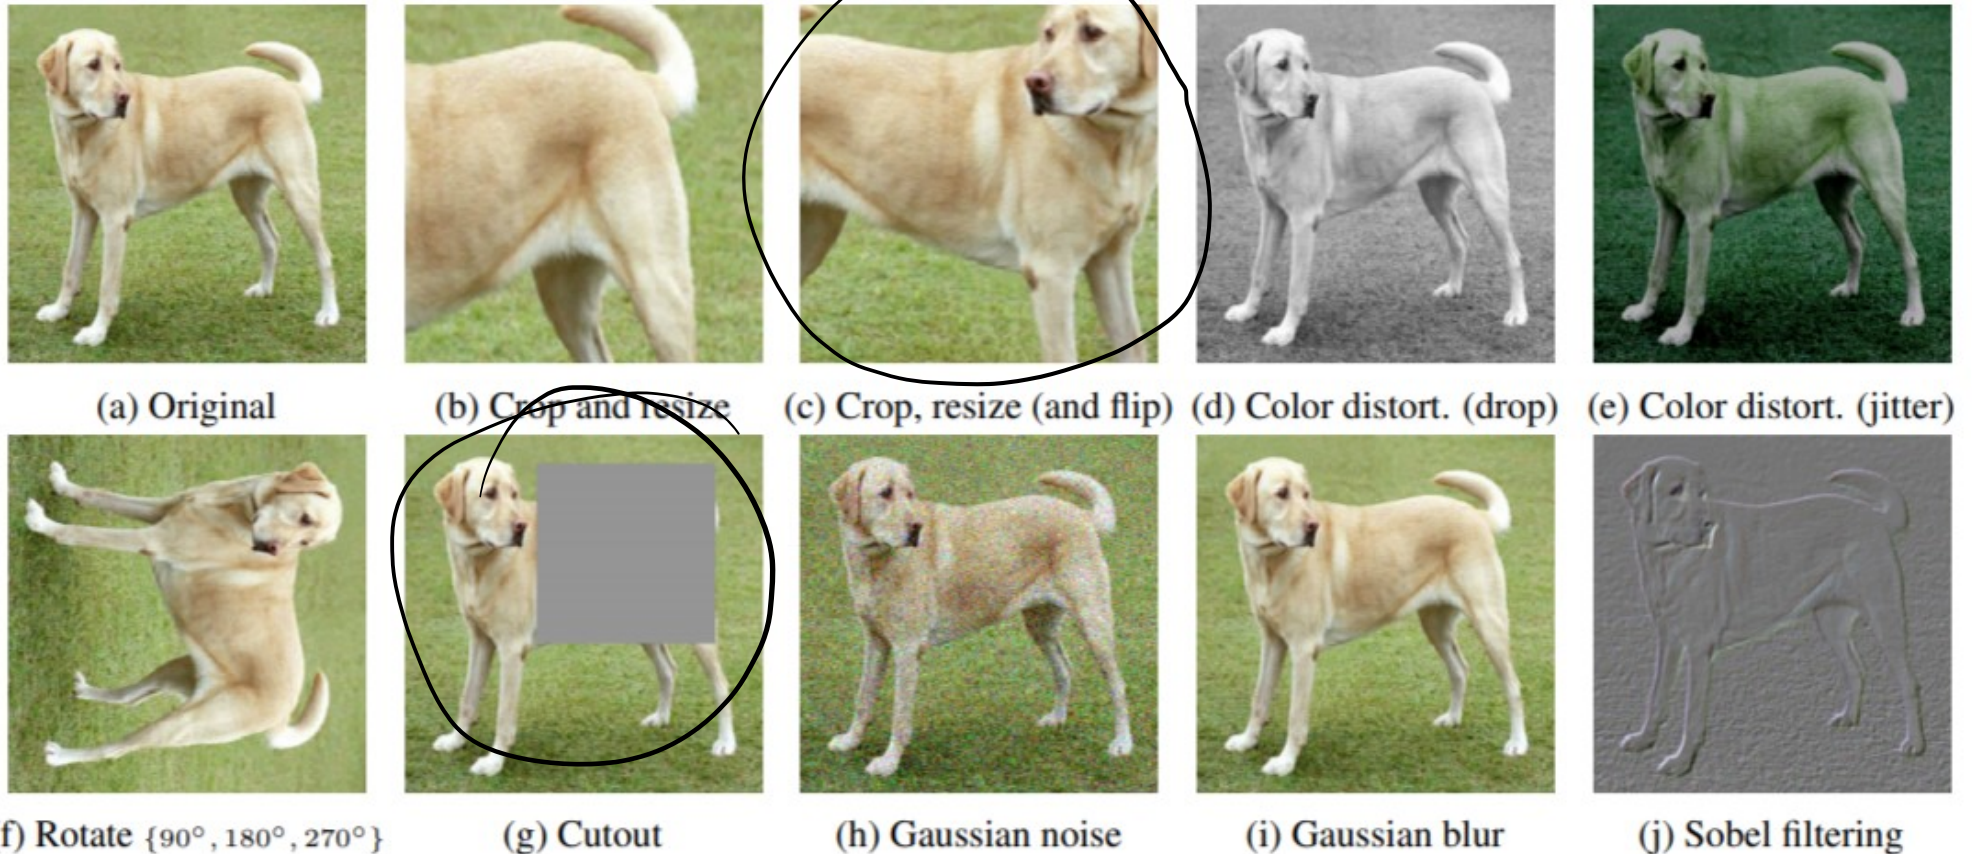 (a) Original
(b) Crop and resize
(c) Crop, resize (and flip)
(d) Color distort. (drop)
(e) Color distort. (jitter)
f) Rotate {90°, 180°, 270°}
(g) Cutout
(h) Gaussian noise
(i) Gaussian blur
(j) Sobel filtering